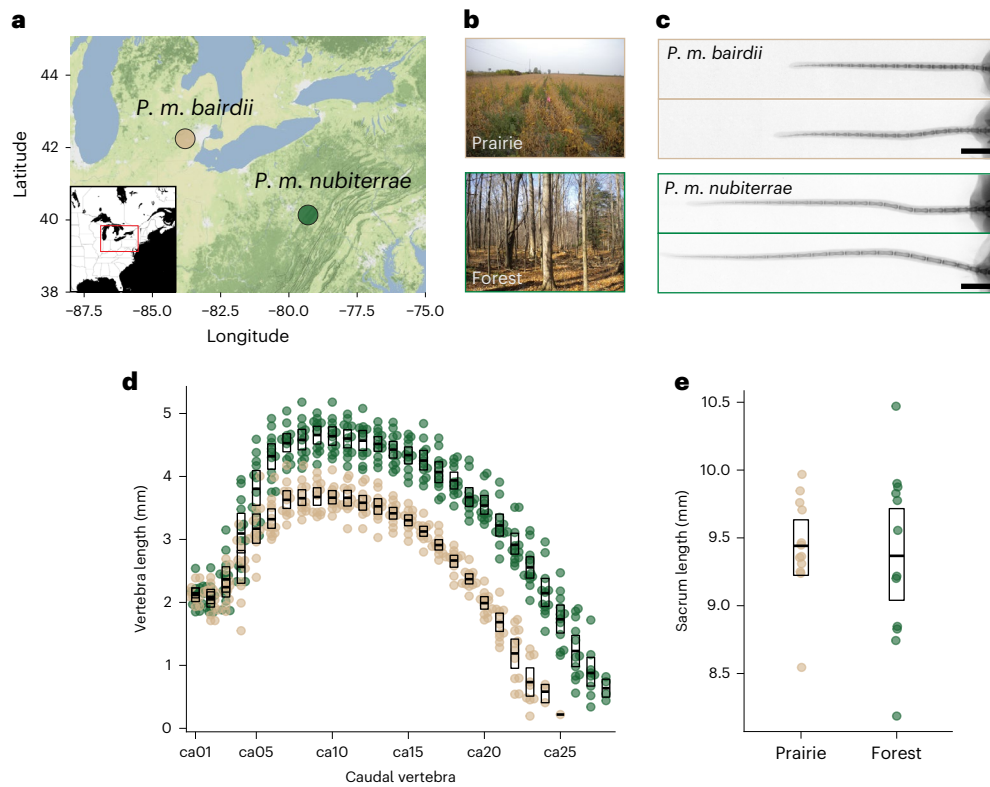 a
44
42
40
38
Latitude
P. m. bairdii
P. m. nubiterrae
−87.5 −85.0 −82.5 −80.0 −77.5 −75.0
Longitude
b
Prairie
Forest
c
P. m. bairdii
P. m. nubiterrae
d
5
4
3
2
1
0
Vertebra length (mm)
ca01 ca05 ca10 ca15 ca20 ca25
Caudal vertebra
e
10.5
10.0
9.5
9.0
8.5
Sacrum length (mm)
Prairie Forest